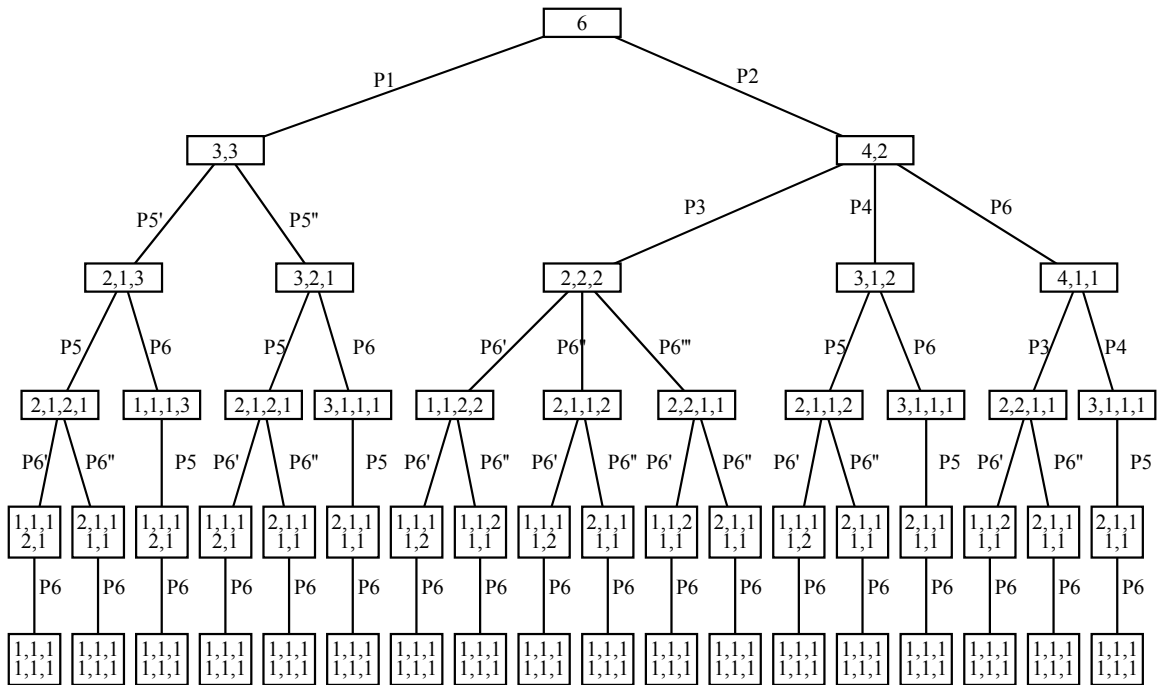 6
P1 P2
3,3 4,2
P5' P5" P3 P4 P6
2,1,3 3,2,1 2,2,2 3,1,2 4,1,1
P5 P6 P5 P6 P6' P6" P6''' P5 P6 P3 P4
2,1,2,1 1,1,1,3 2,1,2,1 3,1,1,1 1,1,2,2 2,1,1,2 2,2,1,1 2,1,1,2 3,1,1,1 2,2,1,1 3,1,1,1
P6' P6" P5 P6' P6" P5 P6' P6" P6' P6" P6' P6" P6' P6" P5 P6' P6" P5
1,1,1 2,1,1 1,1,1 1,1,1 2,1,1 2,1,1 1,1,1 1,1,2 1,1,1 2,1,1 1,1,2 2,1,1 1,1,1 2,1,1 2,1,1 1,1,2 2,1,1 2,1,1
2,1 1,1 2,1 2,1 1,1 1,1 1,2 1,1 1,2 1,1 1,1 1,1 1,2 1,1 1,1 1,1 1,1 1,1
P6 P6 P6 P6 P6 P6 P6 P6 P6 P6 P6 P6 P6 P6 P6 P6 P6 P6
1,1,1 1,1,1 1,1,1 1,1,1 1,1,1 1,1,1 1,1,1 1,1,1 1,1,1 1,1,1 1,1,1 1,1,1 1,1,1 1,1,1 1,1,1 1,1,1 1,1,1 1,1,1
1,1,1 1,1,1 1,1,1 1,1,1 1,1,1 1,1,1 1,1,1 1,1,1 1,1,1 1,1,1 1,1,1 1,1,1 1,1,1 1,1,1 1,1,1 1,1,1 1,1,1 1,1,1